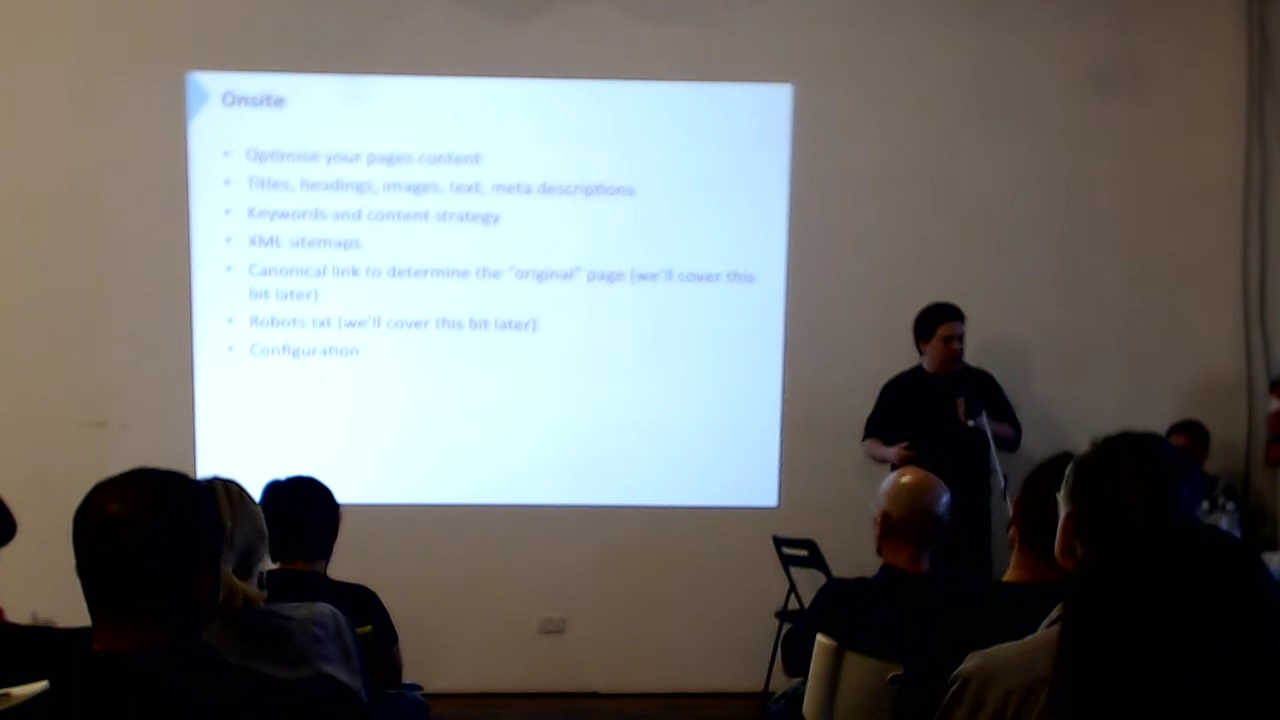 Onsite
• Optimise your pages content
• Titles, headings, images, text, meta descriptions
• Keywords and content strategy
• XML sitemaps
• Canonical link to determine the "original" page (we'll cover this
bit later)
• Robots txt (we'll cover this bit later)
• Configuration